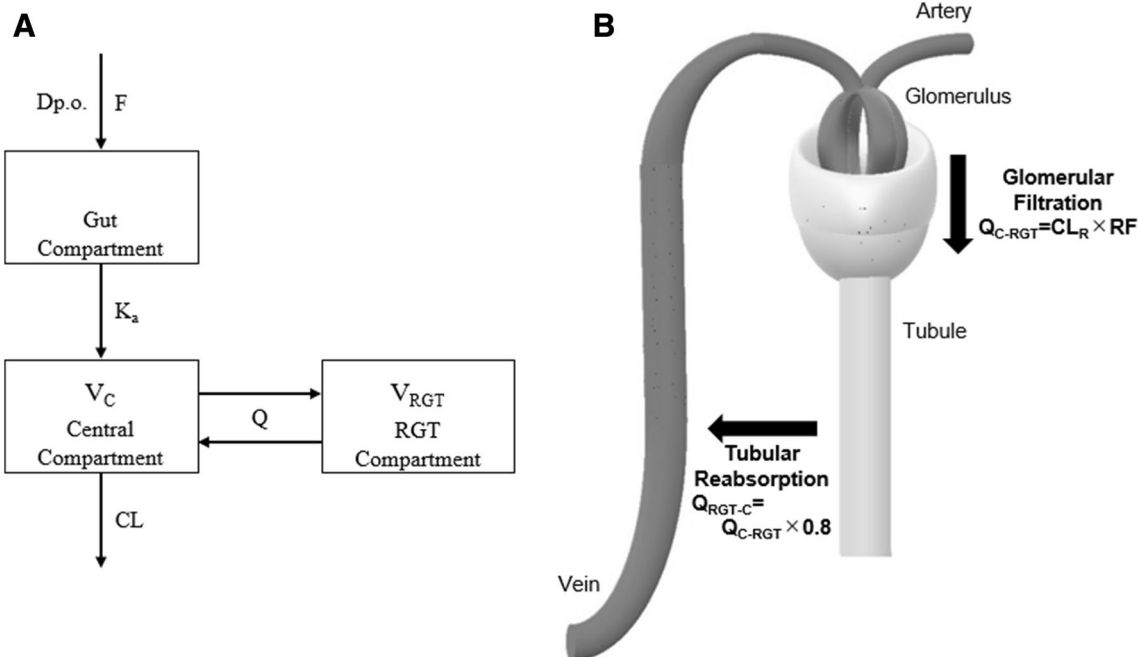 A
Dp.o.
F
Gut
Compartment
Ka
VC
Central
Compartment
Q
VRGT
RGT
Compartment
CL
B
Artery
Glomerulus
Glomerular
Filtration
QC-RGT=CLR×RF
Tubule
Tubular
Reabsorption
QRGT-C=
QC-RGT×0.8
Vein